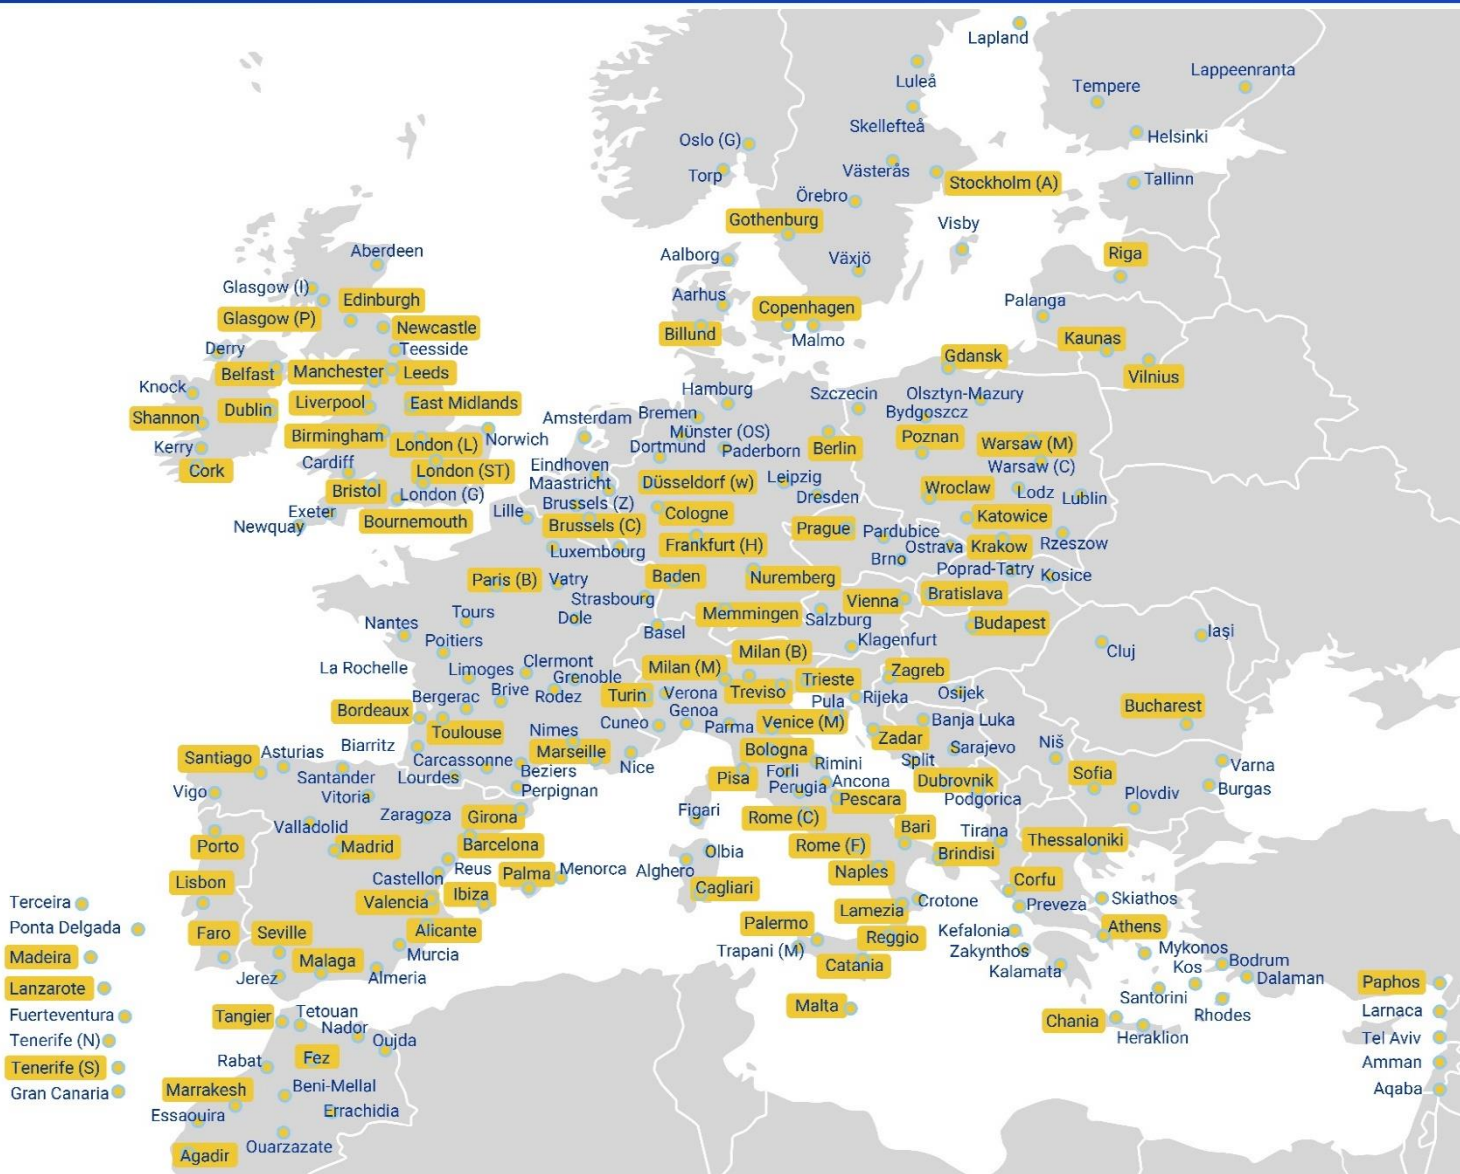 Lapland
Luleå
Lappeenranta
Tempere
Skellefteå
Helsinki
Oslo (G)
Västerås
Torp
Stockholm (A)
Tallinn
Örebro
Gothenburg
Visby
Aberdeen
Aalborg
Växjö
Riga
Glasgow (I)
Edinburgh
Aarhus
Palanga
Copenhagen
Glasgow (P)
Newcastle
Billund
Malmo
Kaunas
Derry
Teesside
Gdansk
Belfast
Manchester
Leeds
Vilnius
Knock
Hamburg
Szczecin
Olsztyn-Mazury
Shannon
Dublin
Liverpool
East Midlands
Amsterdam
Bremen
Bydgoszcz
Birmingham
London (L)
Norwich
Münster (OS)
Poznan
Warsaw (M)
Kerry
Dortmund
Paderborn
Berlin
Cork
Cardiff
London (ST)
Eindhoven
Warsaw (C)
Maastricht
Düsseldorf (w)
Leipzig
Bristol
London (G)
Dresden
Wroclaw
Lodz
Lublin
Brussels (Z)
Exeter
Lille
Cologne
Katowice
Newquay
Bournemouth
Brussels (C)
Prague
Pardubice
Luxembourg
Frankfurt (H)
Ostrava
Krakow
Rzeszow
Brno
Poprad-Tatry
Kosice
Paris (B)
Vatry
Baden
Nuremberg
Strasbourg
Vienna
Bratislava
Tours
Dole
Memmingen
Salzburg
Nantes
Budapest
Poitiers
Basel
Klagenfurt
Iaşi
Cluj
La Rochelle
Limoges
Clermont
Milan (M)
Milan (B)
Grenoble
Trieste
Zagreb
Bergerac
Brive
Rodez
Turin
Verona
Treviso
Pula
Rijeka
Osijek
Bordeaux
Genoa
Bucharest
Toulouse
Nimes
Cuneo
Parma
Venice (M)
Banja Luka
Zadar
Santiago
Asturias
Biarritz
Marseille
Bologna
Sarajevo
Niš
Carcassonne
Nice
Rimini
Split
Varna
Santander
Lourdes
Beziers
Pisa
Forli
Ancona
Dubrovnik
Sofia
Vigo
Vitoria
Perpignan
Perugia
Pescara
Podgorica
Plovdiv
Burgas
Valladolid
Zaragoza
Girona
Figari
Rome (C)
Bari
Tirana
Porto
Madrid
Barcelona
Rome (F)
Brindisi
Thessaloniki
Olbia
Lisbon
Castellon
Reus
Palma
Menorca
Alghero
Naples
Corfu
Terceira
Valencia
Ibiza
Cagliari
Crotone
Preveza
Skiathos
Ponta Delgada
Faro
Seville
Alicante
Palermo
Lamezia
Kefalonia
Athens
Madeira
Malaga
Murcia
Trapani (M)
Reggio
Zakynthos
Mykonos
Jerez
Almeria
Catania
Kalamata
Kos
Bodrum
Dalaman
Lanzarote
Paphos
Fuerteventura
Tangier
Tetouan
Malta
Santorini
Rhodes
Larnaca
Nador
Chania
Heraklion
Tenerife (N)
Oujda
Tel Aviv
Tenerife (S)
Rabat
Fez
Amman
Gran Canaria
Marrakesh
Beni-Mellal
Aqaba
Essaouira
Errachidia
Ouarzazate
Agadir